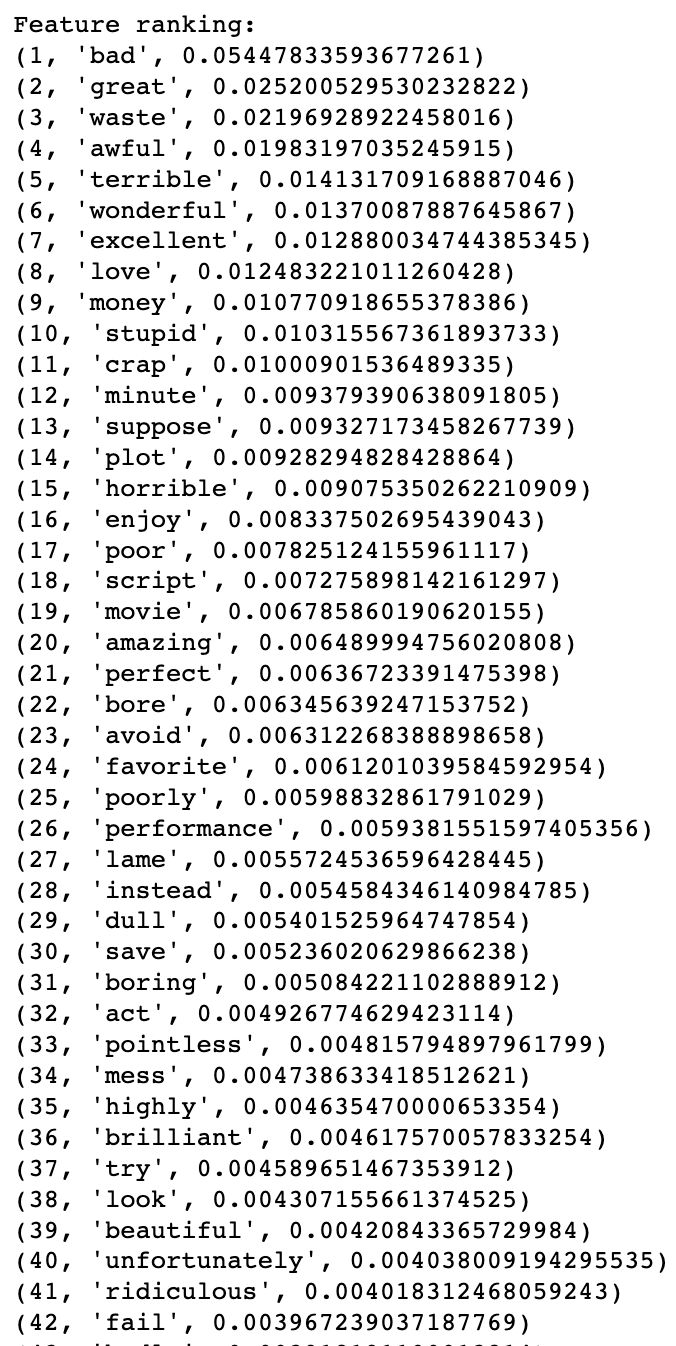 Feature ranking:
(1, 'bad', 0.05447833593677261)
(2, 'great', 0.025200529530232822)
(3, 'waste', 0.02196928922458016)
(4, 'awful', 0.01983197035245915)
(5, 'terrible', 0.014131709168887046)
(6, 'wonderful', 0.01370087887645867)
(7, 'excellent', 0.012880034744385345)
(8, 'love', 0.012483221011260428)
(9, 'money', 0.010770918655378386)
(10, 'stupid', 0.010315567361893733)
(11, 'crap', 0.01000901536489335)
(12, 'minute', 0.009379390638091805)
(13, 'suppose', 0.009327173458267739)
(14, 'plot', 0.00928294828428864)
(15, 'horrible', 0.009075350262210909)
(16, 'enjoy', 0.008337502695439043)
(17, 'poor', 0.007825124155961117)
(18, 'script', 0.007275898142161297)
(19, 'movie', 0.006785860190620155)
(20, 'amazing', 0.006489994756020808)
(21, 'perfect', 0.00636723391475398)
(22, 'bore', 0.006345639247153752)
(23, 'avoid', 0.006312268388898658)
(24, 'favorite', 0.0061201039584592954)
(25, 'poorly', 0.00598832861791029)
(26, 'performance', 0.0059381551597405356)
(27, 'lame', 0.0055724536596428445)
(28, 'instead', 0.0054584346140984785)
(29, 'dull', 0.005401525964747854)
(30, 'save', 0.005236020629866238)
(31, 'boring', 0.005084221102888912)
(32, 'act', 0.004926774629423114)
(33, 'pointless', 0.004815794897961799)
(34, 'mess', 0.004738633418512621)
(35, 'highly', 0.004635470000653354)
(36, 'brilliant', 0.004617570057833254)
(37, 'try', 0.004589651467353912)
(38, 'look', 0.004307155661374525)
(39, 'beautiful', 0.00420843365729984)
(40, 'unfortunately', 0.004038009194295535)
(41, 'ridiculous', 0.004018312468059243)
(42, 'fail', 0.003967239037187769)